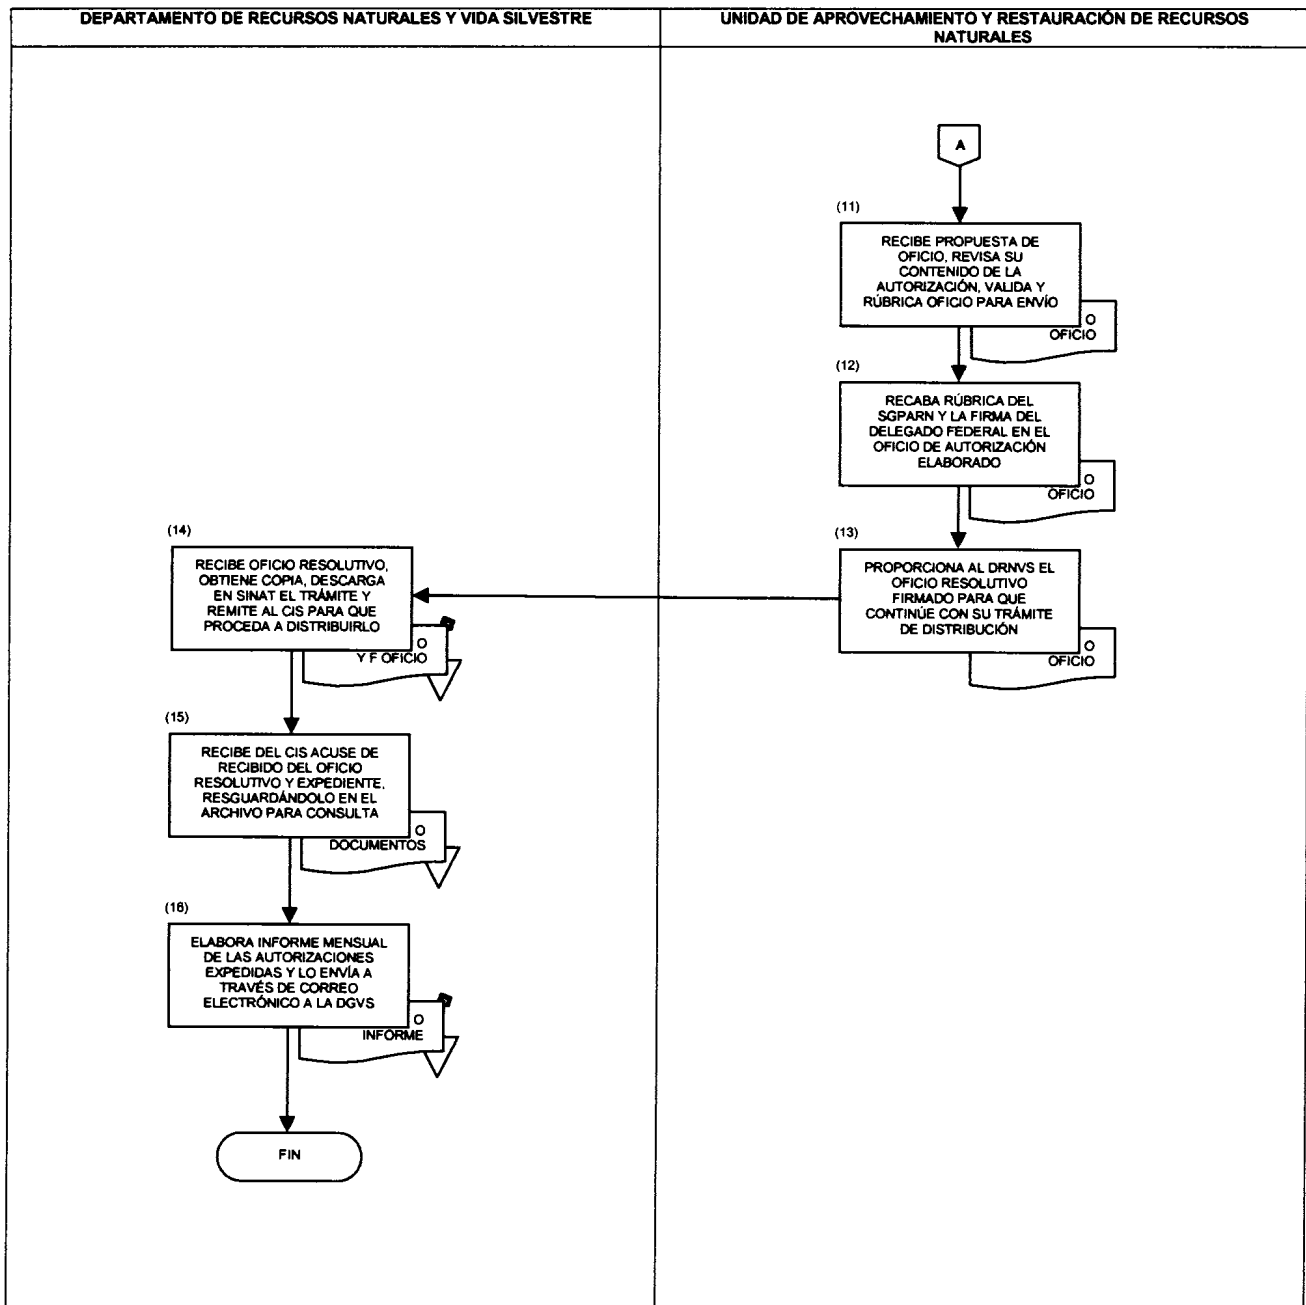 DEPARTAMENTO DE RECURSOS NATURALES Y VIDA SILVESTRE
UNIDAD DE APROVECHAMIENTO Y RESTAURACIÓN DE RECURSOS
NATURALES
A
(11)
RECIBE PROPUESTA DE
OFICIO, REVISA SU
CONTENIDO DE LA
AUTORIZACIÓN, VALIDA Y
RÚBRICA OFICIO PARA ENVÍO
O
OFICIO
(12)
RECABA RÚBRICA DEL
SGPARN Y LA FIRMA DEL
DELEGADO FEDERAL EN EL
OFICIO DE AUTORIZACIÓN
ELABORADO
O
OFICIO
(13)
PROPORCIONA AL DRNVS EL
OFICIO RESOLUTIVO
FIRMADO PARA QUE
CONTINÚE CON SU TRÁMITE
DE DISTRIBUCIÓN
O
OFICIO
(14)
RECIBE OFICIO RESOLUTIVO,
OBTIENE COPIA, DESCARGA
EN SINAT EL TRÁMITE Y
REMITE AL CIS PARA QUE
PROCEDA A DISTRIBUIRLO
O
Y F OFICIO
(15)
RECIBE DEL CIS ACUSE DE
RECIBIDO DEL OFICIO
RESOLUTIVO Y EXPEDIENTE,
RESGUARDÁNDOLO EN EL
ARCHIVO PARA CONSULTA
O
DOCUMENTOS
(16)
ELABORA INFORME MENSUAL
DE LAS AUTORIZACIONES
EXPEDIDAS Y LO ENVÍA A
TRAVÉS DE CORREO
ELECTRÓNICO A LA DGVS
O
INFORME
FIN